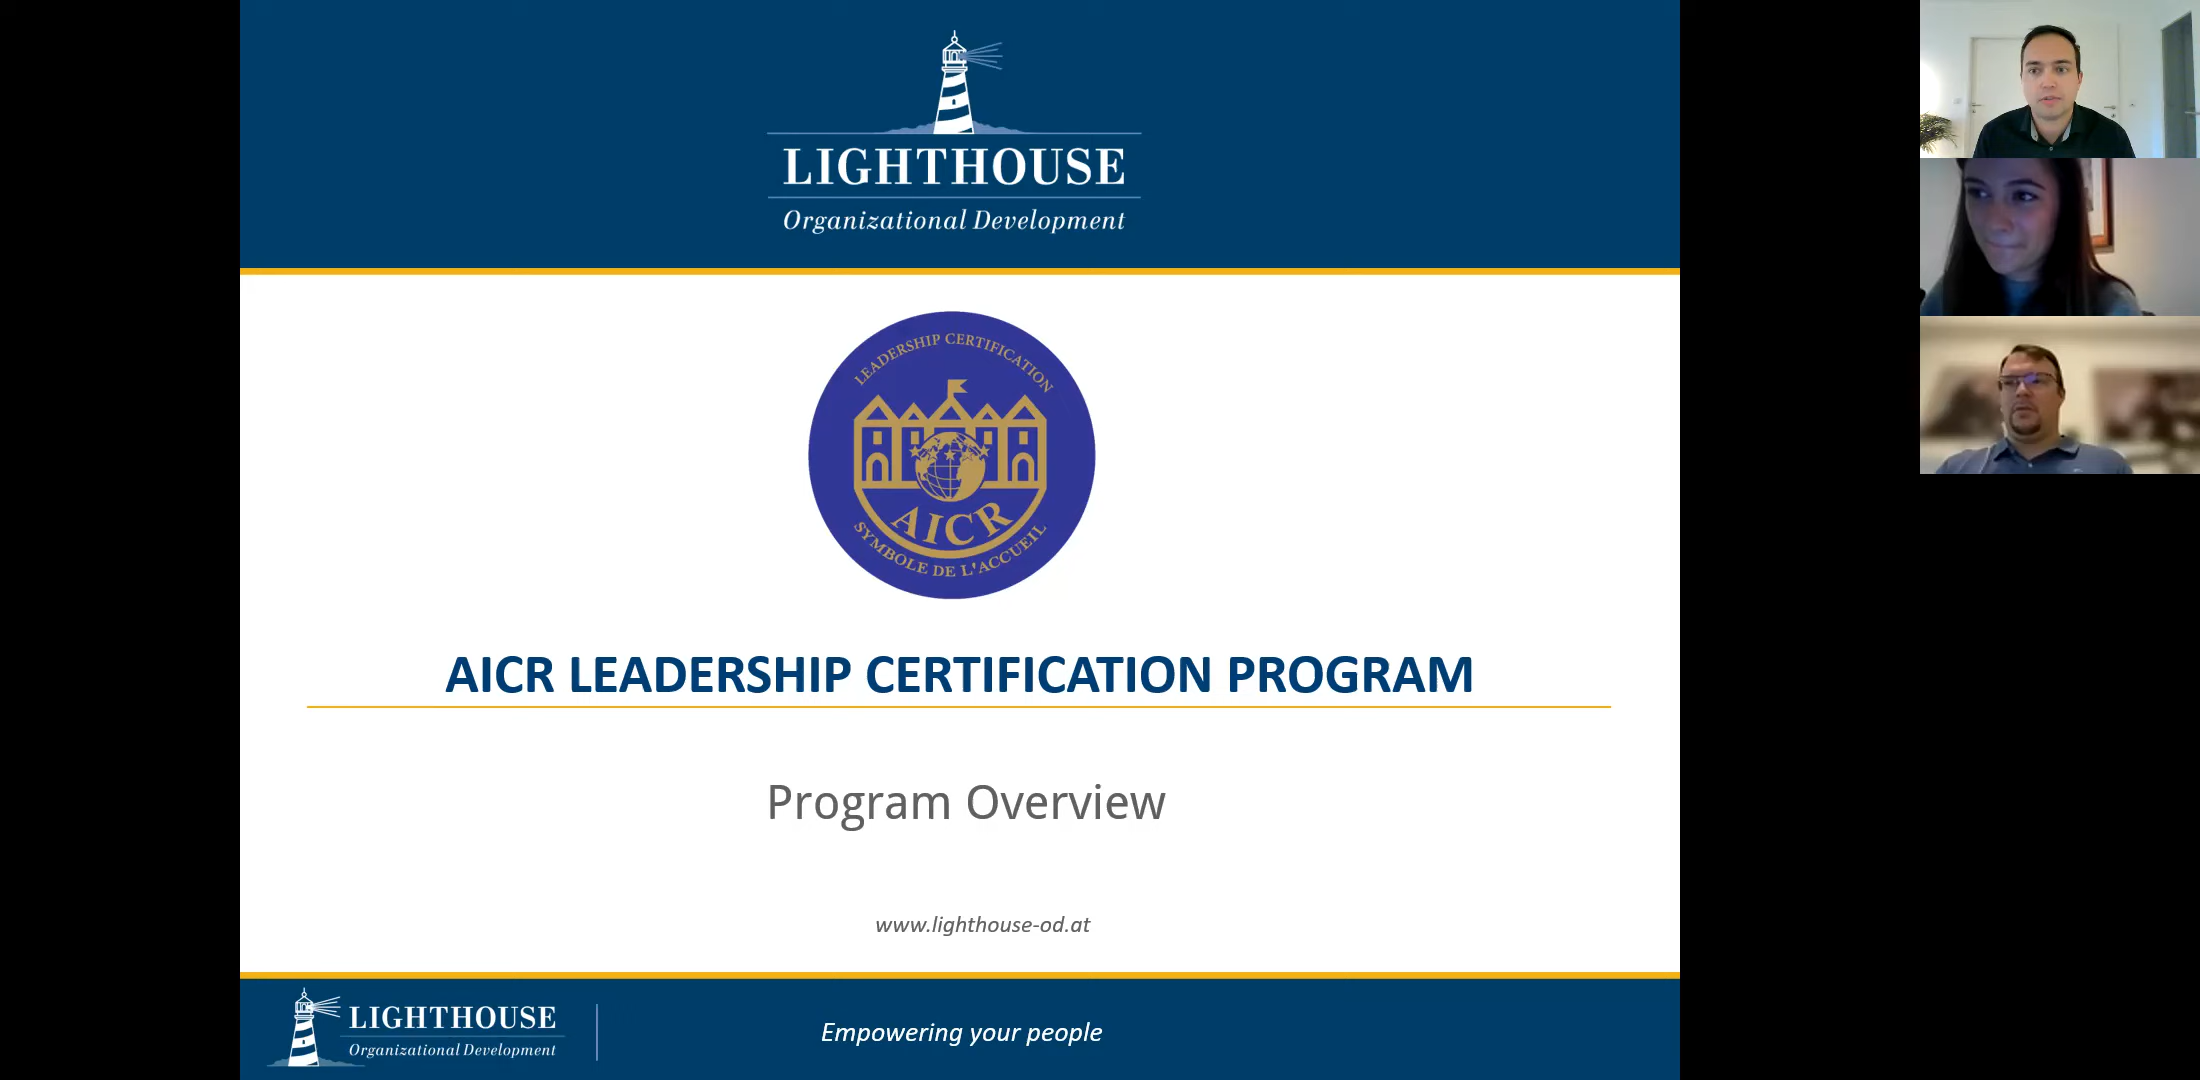 LIGHTHOUSE
Organizational Development
LEADERSHIP CERTIFICATION
AICR
SYMBOLE DE L'ACCUEIL
AICR LEADERSHIP CERTIFICATION PROGRAM
Program Overview
www.lighthouse-od.at
LIGHTHOUSE
Organizational Development
Empowering your people